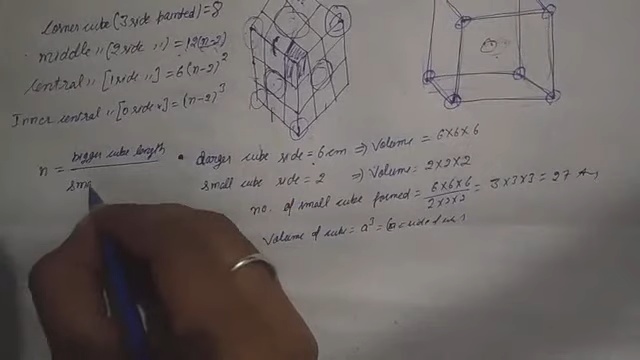 Corner cube (3 side painted) = 8
middle " (2 side ") = 12(n-2)
Central " [1 side "] = 6(n-2)²
Inner central " [0 side "] = (n-2)³
n = bigger cube length
sma
Larger cube side = 6 cm ⇒ Volume = 6×6×6
small cube side = 2 ⇒ Volume = 2×2×2
no. of small cube formed = 6×6×6 / 2×2×2 = 3×3×3 = 27 Ans
Volume of cube = a³ = (a = side of